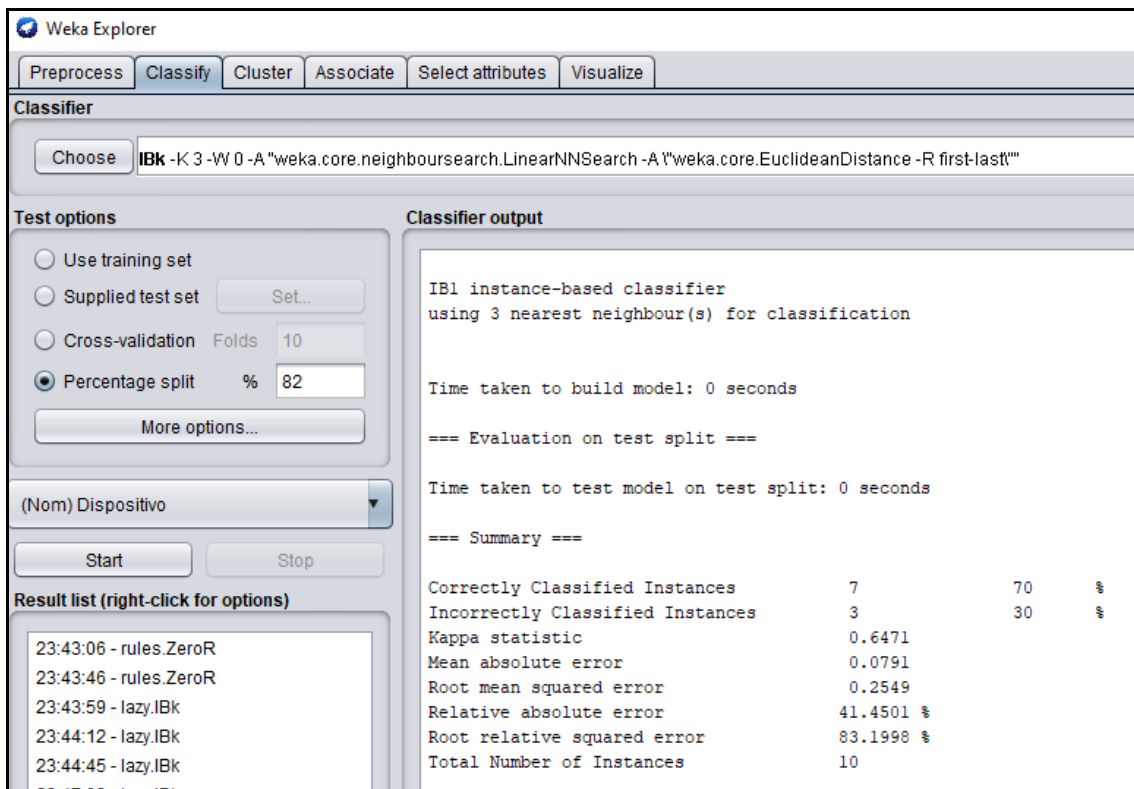 Weka Explorer
Preprocess Classify Cluster Associate Select attributes Visualize
Classifier
Choose IBk -K 3 -W 0 -A "weka.core.neighboursearch.LinearNNSearch -A \"weka.core.EuclideanDistance -R first-last\""
Test options
Use training set
Supplied test set Set...
Cross-validation Folds 10
Percentage split % 82
More options...
(Nom) Dispositivo
Start Stop
Result list (right-click for options)
23:43:06 - rules.ZeroR
23:43:46 - rules.ZeroR
23:43:59 - lazy.IBk
23:44:12 - lazy.IBk
23:44:45 - lazy.IBk
Classifier output
IB1 instance-based classifier
using 3 nearest neighbour(s) for classification
Time taken to build model: 0 seconds
=== Evaluation on test split ===
Time taken to test model on test split: 0 seconds
=== Summary ===
Correctly Classified Instances 7 70 %
Incorrectly Classified Instances 3 30 %
Kappa statistic 0.6471
Mean absolute error 0.0791
Root mean squared error 0.2549
Relative absolute error 41.4501 %
Root relative squared error 83.1998 %
Total Number of Instances 10